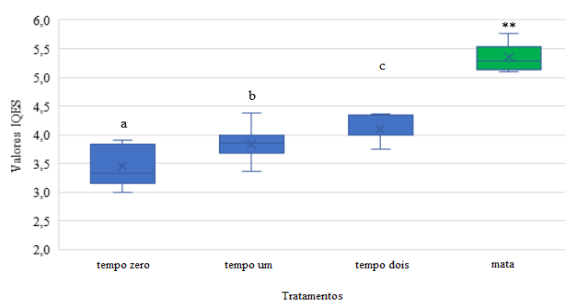 6,0
**
5,5
c
5,0
b
4,5
a
4,0
3,5
3,0
2,5
2,0
Valores IQES
tempo zero tempo um tempo dois mata
Tratamentos